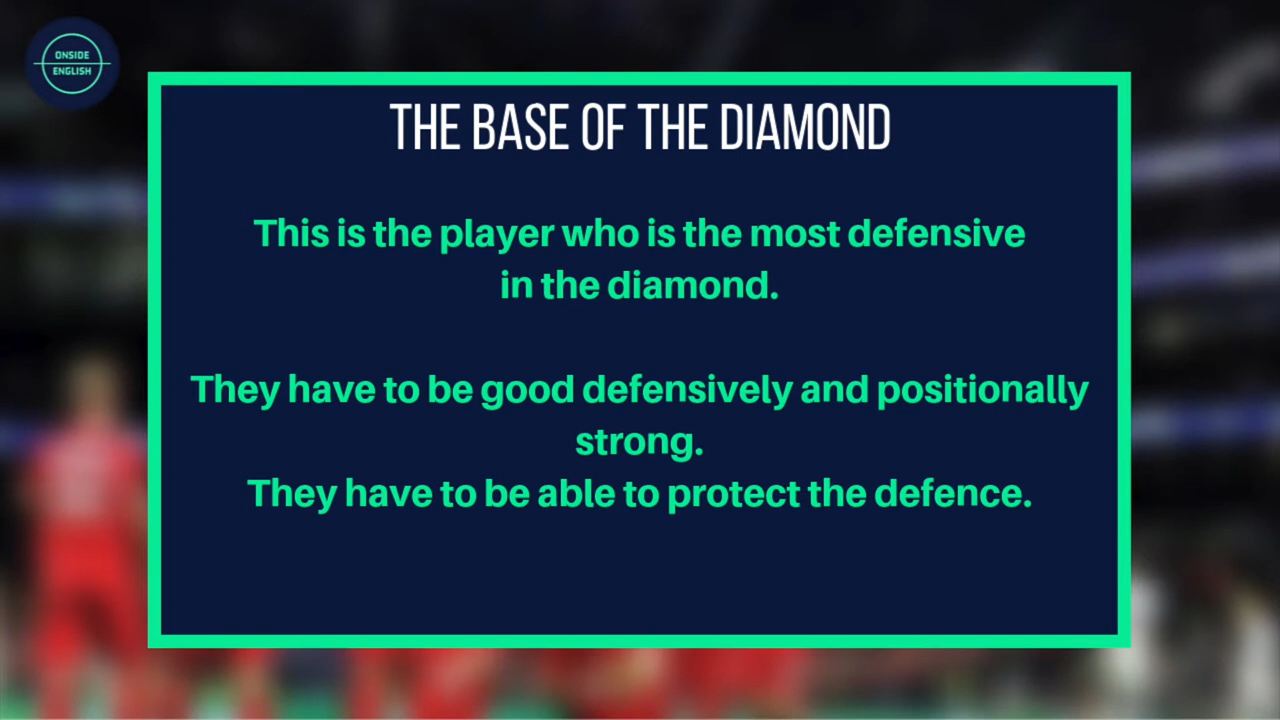 ONSIDE
ENGLISH
THE BASE OF THE DIAMOND
This is the player who is the most defensive
in the diamond.
They have to be good defensively and positionally
strong.
They have to be able to protect the defence.